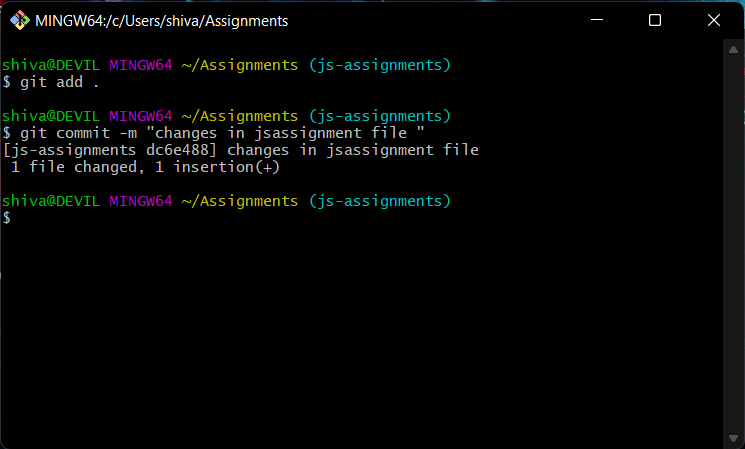 MINGW64:/c/Users/shiva/Assignments
shiva@DEVIL MINGW64 ~/Assignments (js-assignments)
$ git add .
shiva@DEVIL MINGW64 ~/Assignments (js-assignments)
$ git commit -m "changes in jsassignment file "
[js-assignments dc6e488] changes in jsassignment file
 1 file changed, 1 insertion(+)
shiva@DEVIL MINGW64 ~/Assignments (js-assignments)
$